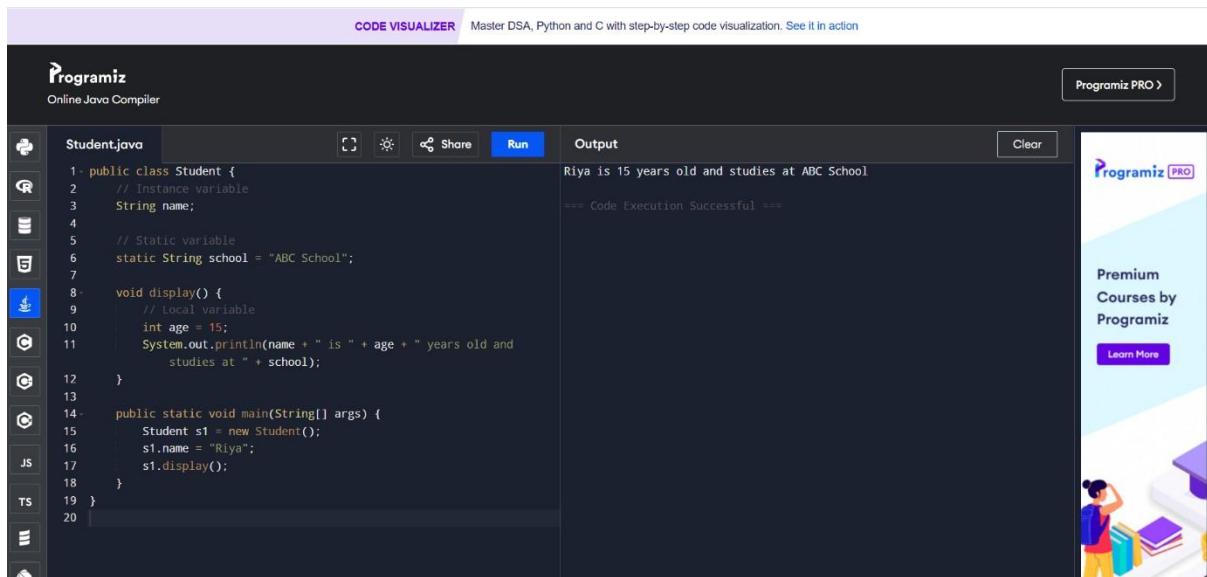 CODE VISUALIZER Master DSA, Python and C with step-by-step code visualization. See it in action
Programiz
Online Java Compiler
Programiz PRO >
Student.java
Share
Run
Output
Clear
1 public class Student {
2     // Instance variable
3     String name;
4
5     // Static variable
6     static String school = "ABC School";
7
8     void display() {
9         // Local variable
10         int age = 15;
11         System.out.println(name + " is " + age + " years old and
studies at " + school);
12     }
13
14     public static void main(String[] args) {
15         Student s1 = new Student();
16         s1.name = "Riya";
17         s1.display();
18     }
19 }
20
Riya is 15 years old and studies at ABC School
=== Code Execution Successful ===
JS
TS
Programiz PRO
Premium
Courses by
Programiz
Learn More